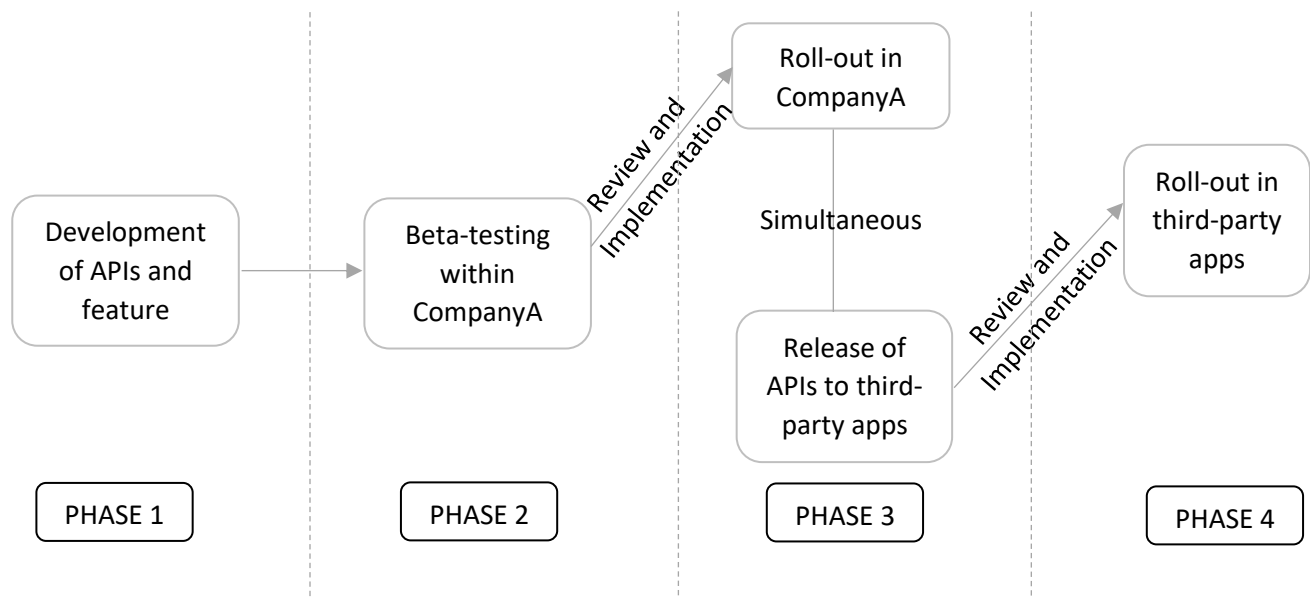 Development
of APIs and
feature
Beta-testing
within
CompanyA
Review and
Implementation
Roll-out in
CompanyA
Simultaneous
Release of
APIs to third-
party apps
Review and
Implementation
Roll-out in
third-party
apps
PHASE 1
PHASE 2
PHASE 3
PHASE 4